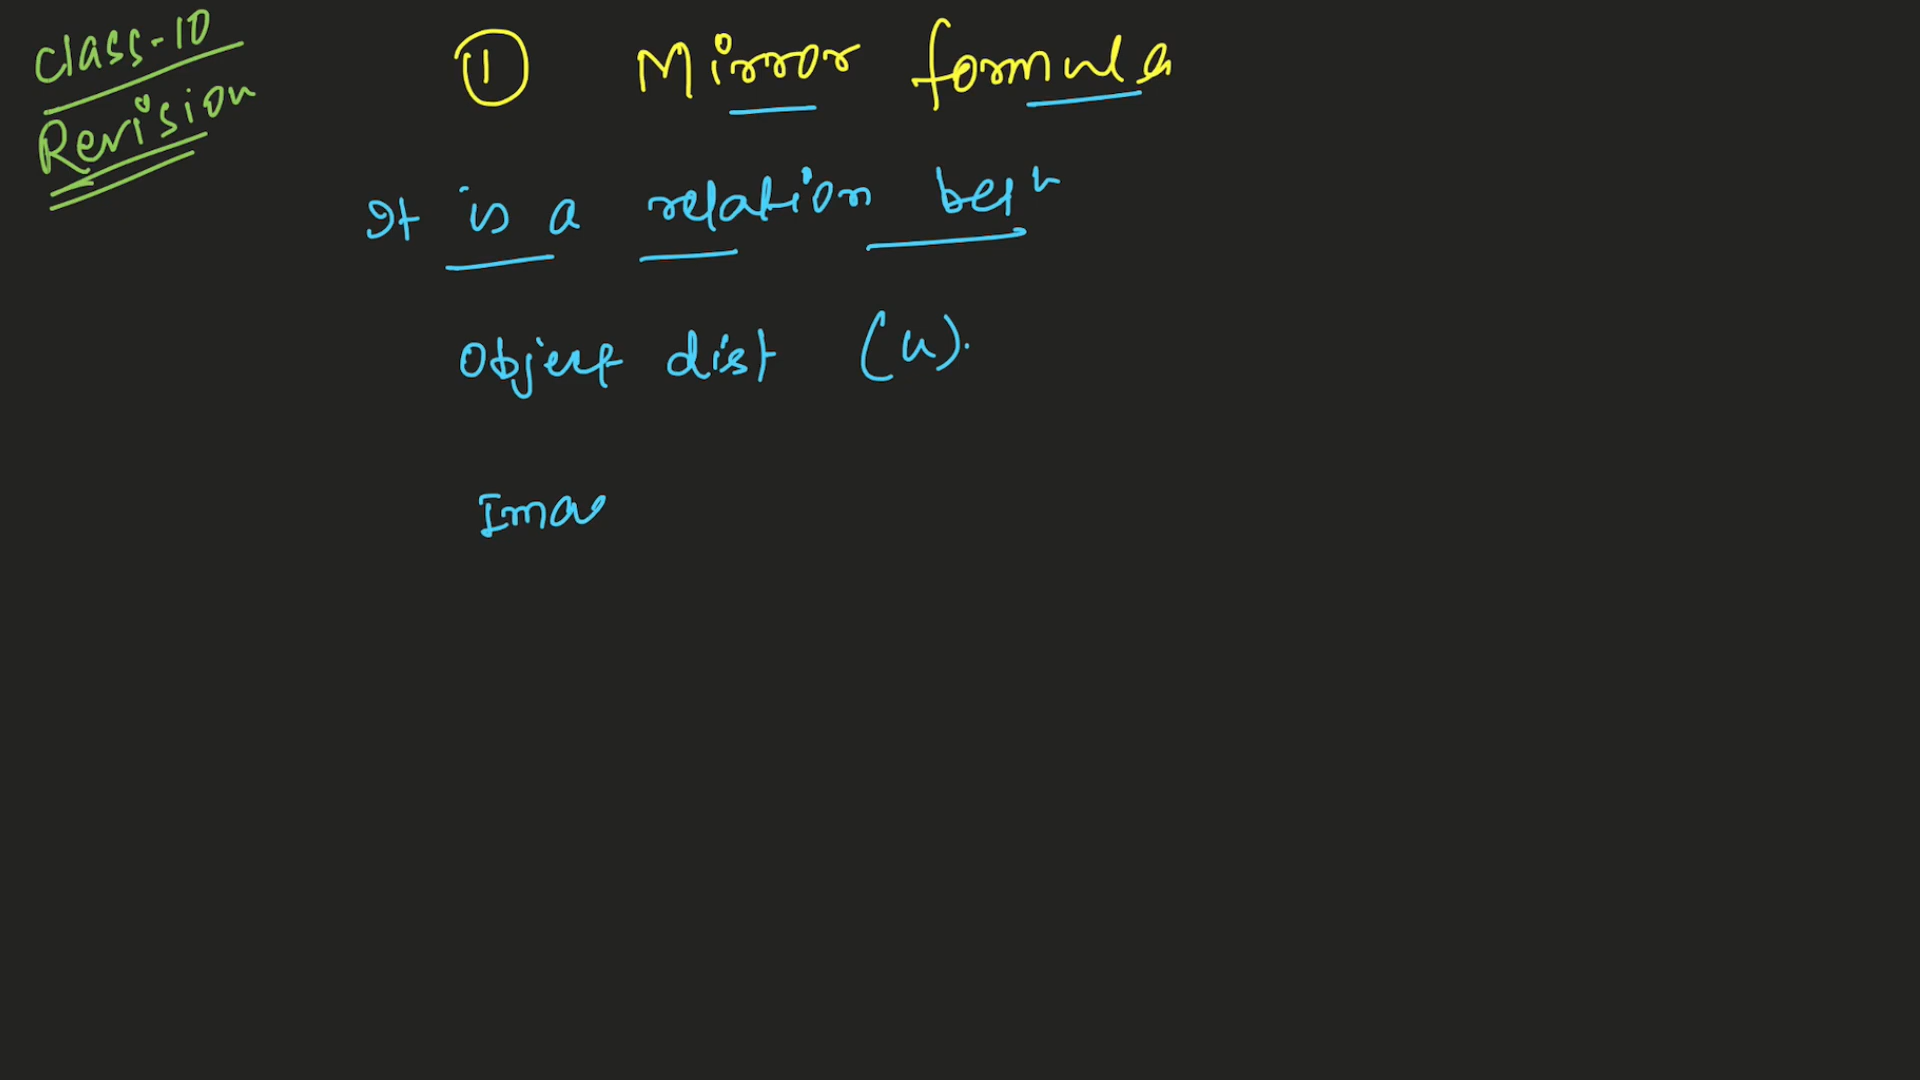 Class-10
Revision
① Mirror formula
It is a relation betⁿ
Object dist (u).
Ima